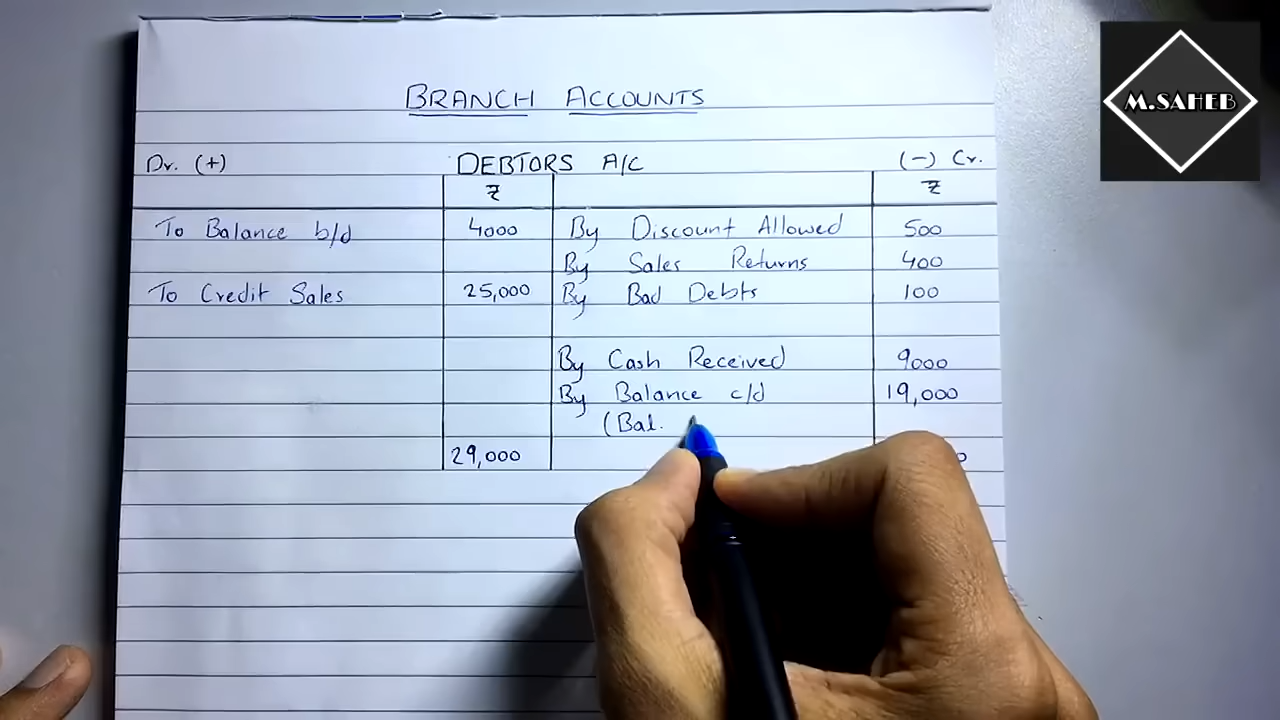 M.SAHEB
BRANCH ACCOUNTS
Dr. (+) DEBTORS A/C (-) Cr.
₹ ₹
To Balance b/d 4000 By Discount Allowed 500
By Sales Returns 400
To Credit Sales 25,000 By Bad Debts 100
By Cash Received 9000
By Balance c/d 19,000
(Bal.
29,000